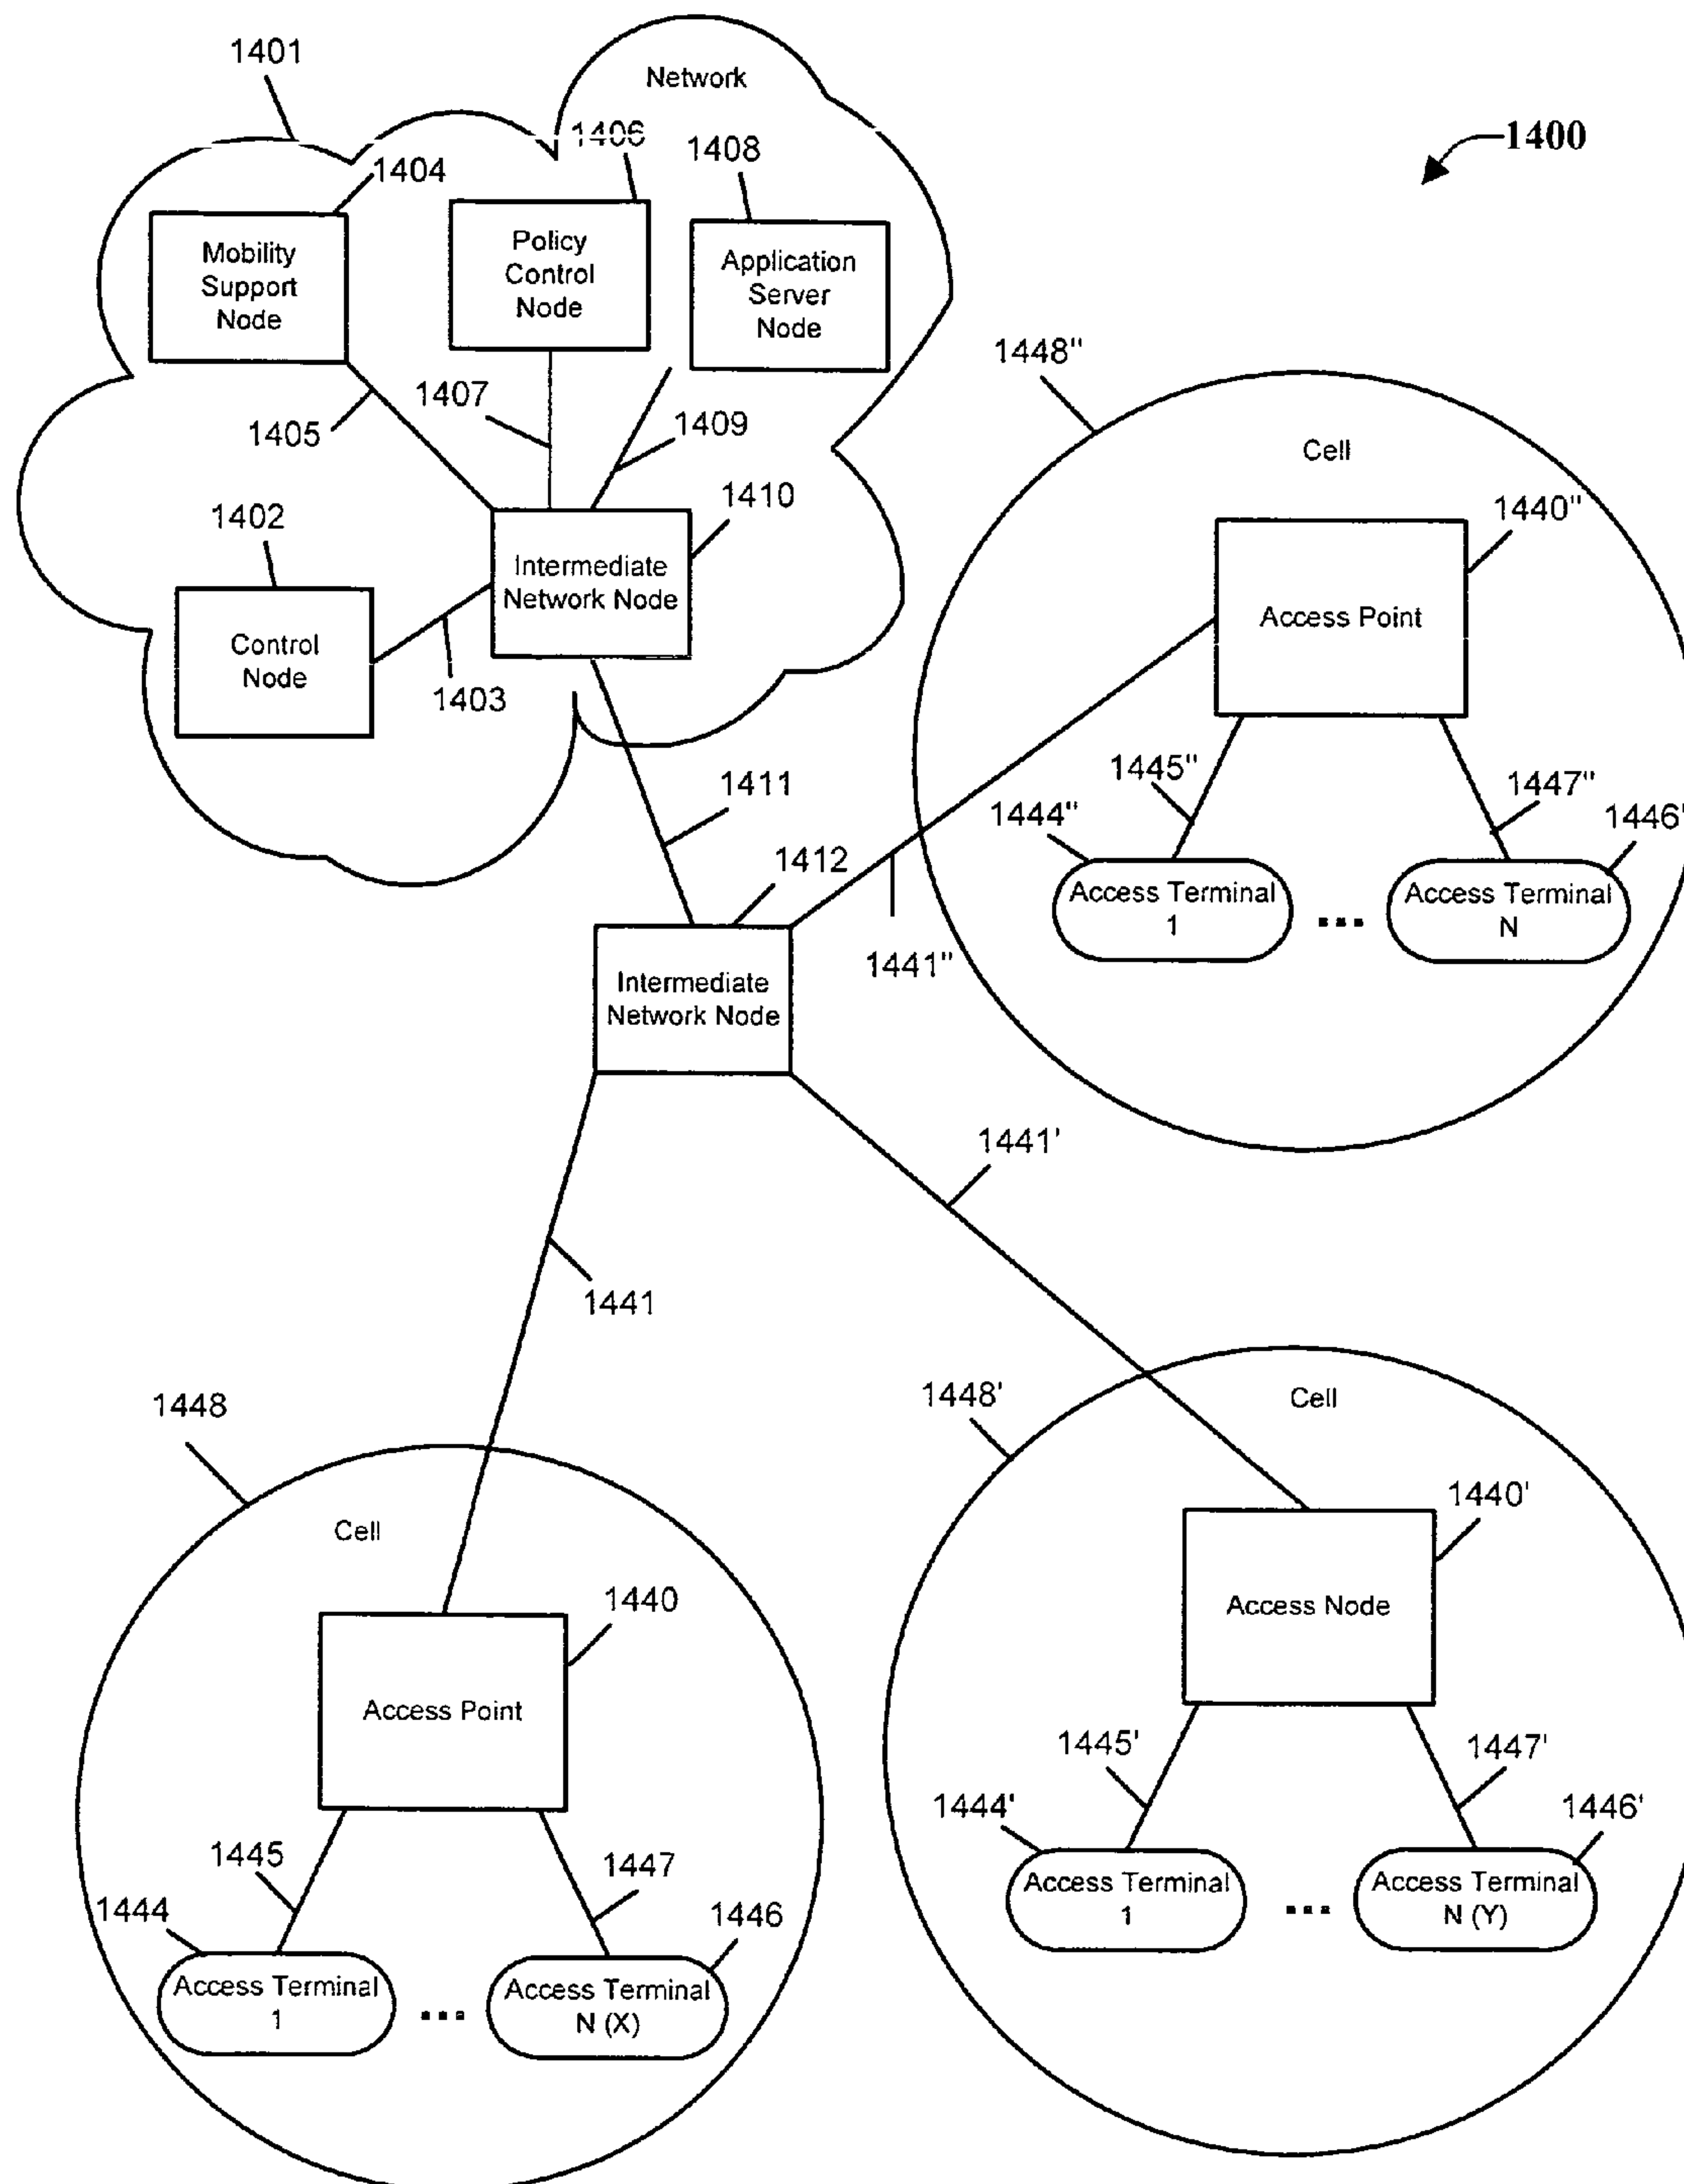 1401
Network
1400
1406
1408
1404
Mobility
Support
Node
Policy
Control
Node
Application
Server
Node
1448"
1407
1405
1409
Cell
1402
1410
1440"
Intermediate
Network Node
Control
Node
Access Point
1403
1411
1445"
1447"
1444"
1446'
1412
Access Terminal
1
...
Access Terminal
N
1441"
Intermediate
Network Node
1441'
1441
1448
1448'
Cell
Cell
1440'
1440
Access Node
Access Point
1445'
1447'
1444'
1446'
1445
1447
Access Terminal
1
...
Access Terminal
N (Y)
1444
1446
Access Terminal
1
...
Access Terminal
N (X)